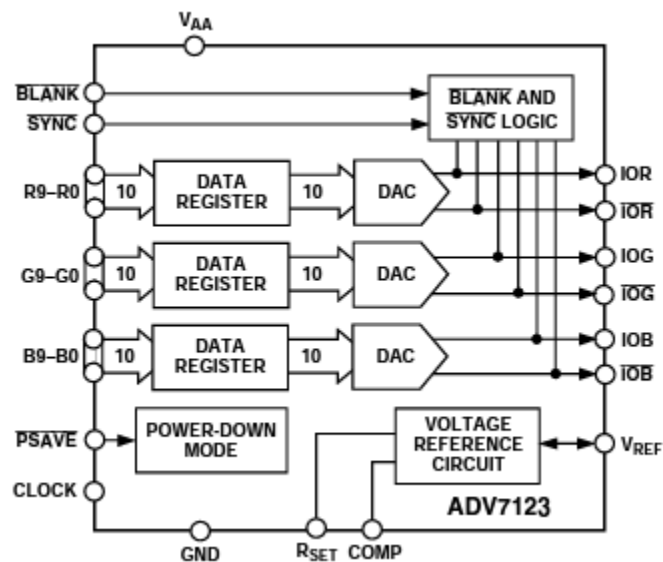 VAA
BLANK
SYNC
BLANK AND
SYNC LOGIC
R9–R0
10
DATA
REGISTER
10
DAC
IOR
IOR
G9–G0
10
DATA
REGISTER
10
DAC
IOG
IOG
B9–B0
10
DATA
REGISTER
10
DAC
IOB
IOB
PSAVE
POWER-DOWN
MODE
VOLTAGE
REFERENCE
CIRCUIT
VREF
CLOCK
ADV7123
GND
RSET
COMP